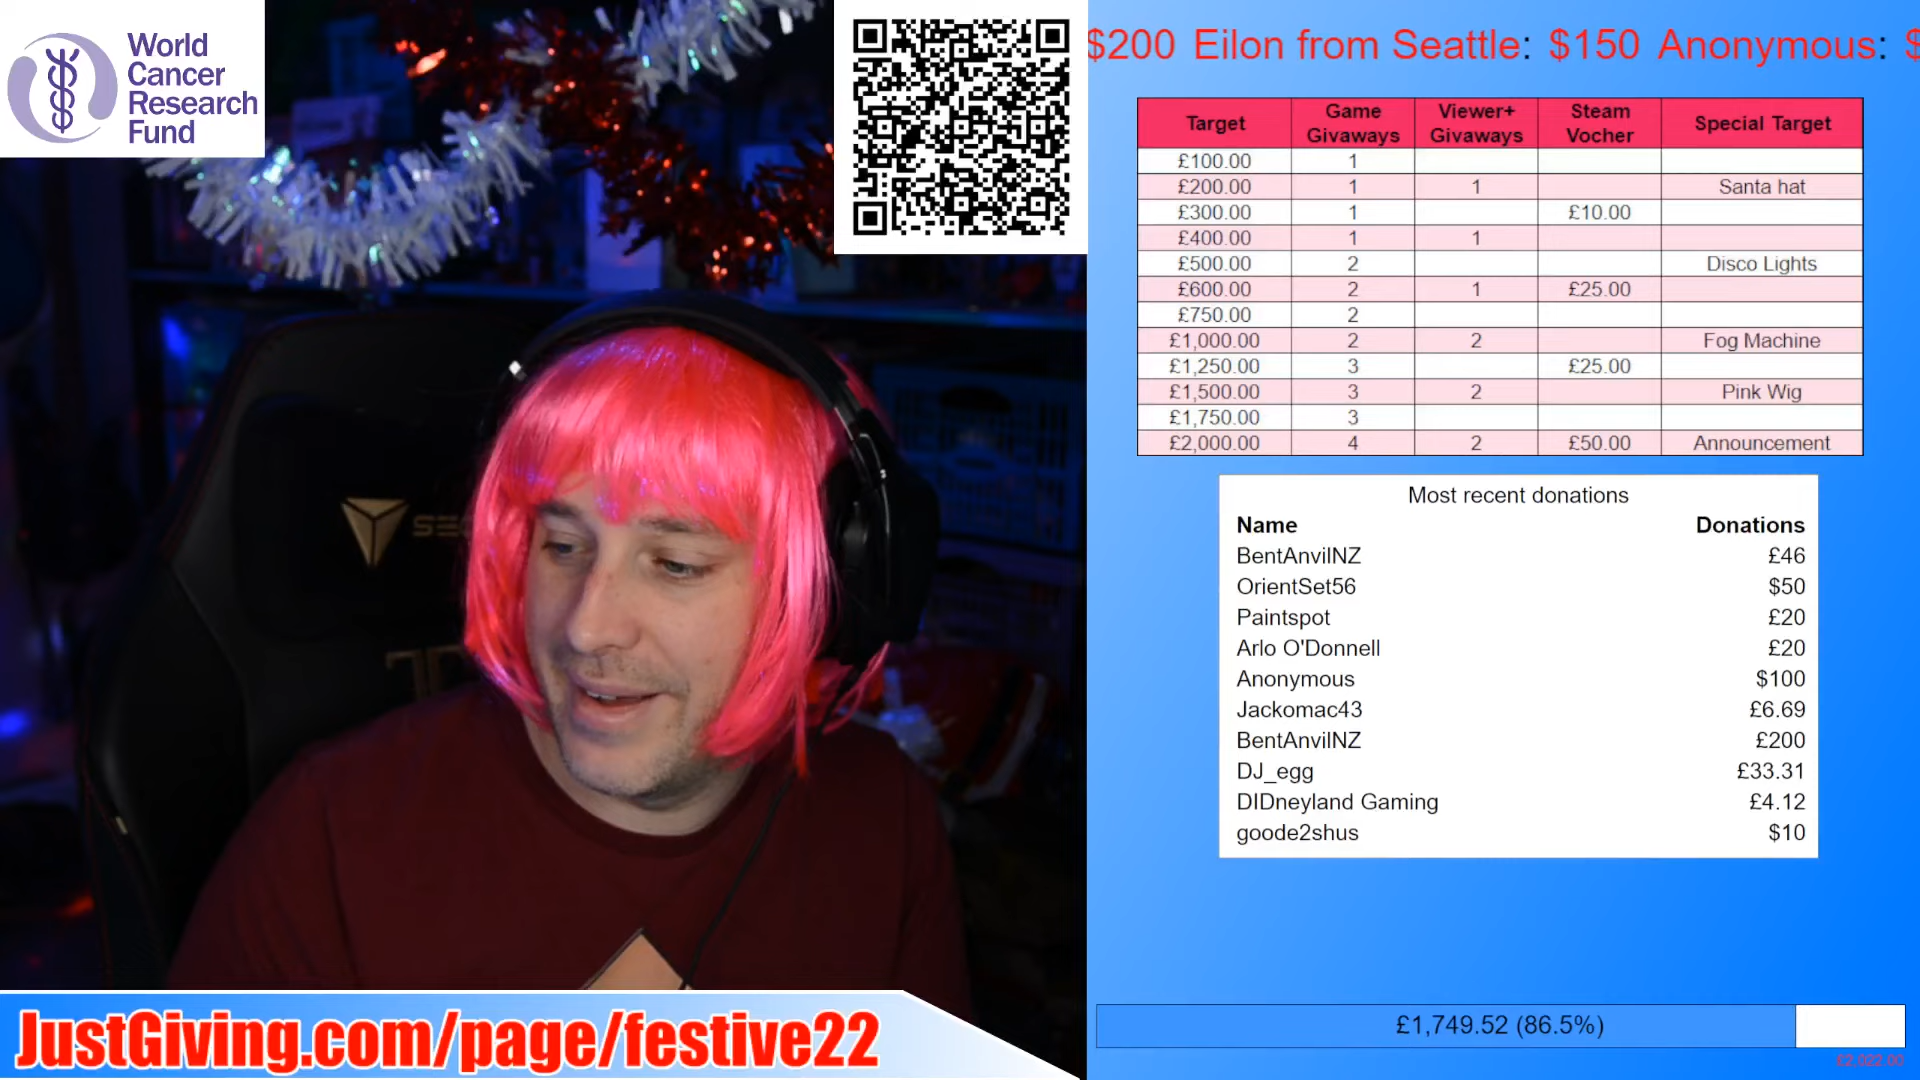 World
Cancer
Research
Fund
$200 Eilon from Seattle: $150 Anonymous: $
Target Game Givaways Viewer+ Givaways Steam Vocher Special Target
£100.00 1
£200.00 1 1 Santa hat
£300.00 1 £10.00
£400.00 1 1
£500.00 2 Disco Lights
£600.00 2 1 £25.00
£750.00 2
£1,000.00 2 2 Fog Machine
£1,250.00 3 £25.00
£1,500.00 3 2 Pink Wig
£1,750.00 3
£2,000.00 4 2 £50.00 Announcement
Most recent donations
Name Donations
BentAnvilNZ £46
OrientSet56 $50
Paintspot £20
Arlo O'Donnell £20
Anonymous $100
Jackomac43 £6.69
BentAnvilNZ £200
DJ_egg £33.31
DIDneyland Gaming £4.12
goode2shus $10
£1,749.52 (86.5%)
£2,022.00
JustGiving.com/page/festive22